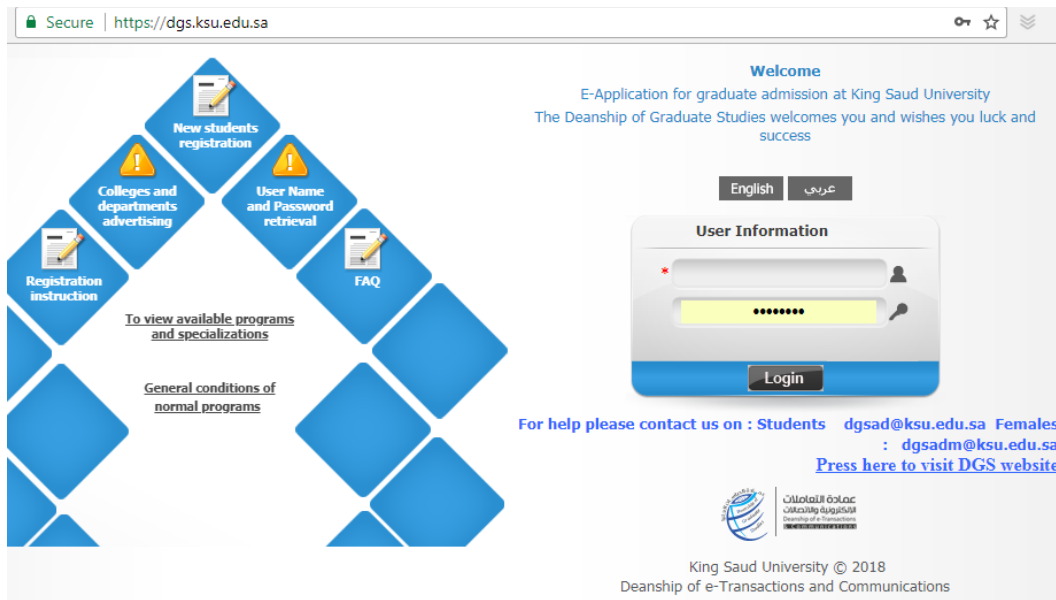 Secure | https://dgs.ksu.edu.sa
New students
registration
Colleges and
departments
advertising
User Name
and Password
retrieval
Registration
instruction
FAQ
To view available programs
and specializations
General conditions of
normal programs
Welcome
E-Application for graduate admission at King Saud University
The Deanship of Graduate Studies welcomes you and wishes you luck and
success
English عربي
User Information
*
••••••••
Login
For help please contact us on : Students dgsad@ksu.edu.sa Females
: dgsadm@ksu.edu.sa
Press here to visit DGS website
عمادة التعاملات
الإلكترونية والاتصالات
Deanship of e-Transactions
& Communications
King Saud University © 2018
Deanship of e-Transactions and Communications